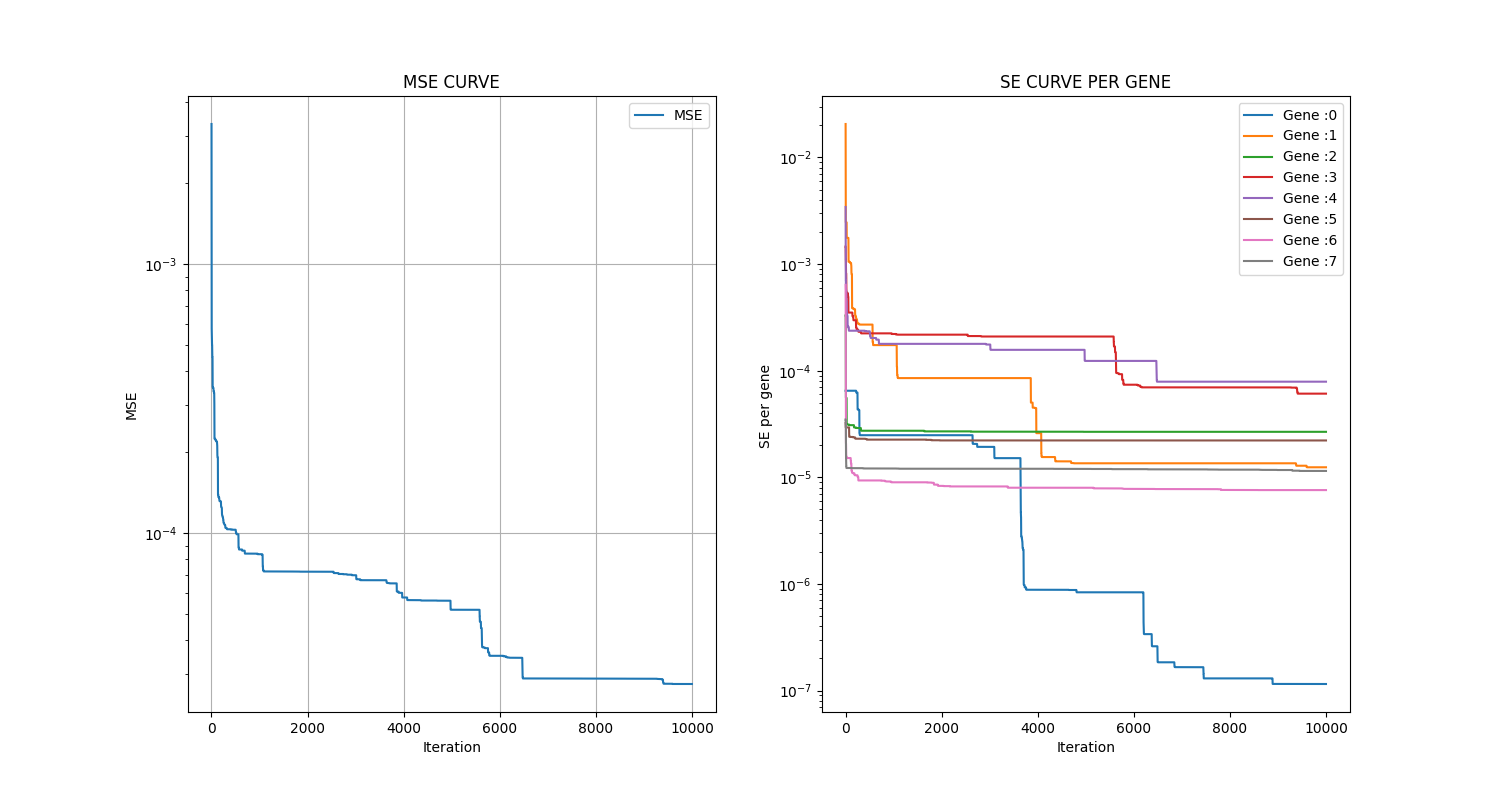 MSE CURVE
MSE
10⁻³
10⁻⁴
MSE
0
2000
4000
6000
8000
10000
Iteration
SE CURVE PER GENE
Gene :0
Gene :1
Gene :2
Gene :3
Gene :4
Gene :5
Gene :6
Gene :7
10⁻²
10⁻³
10⁻⁴
10⁻⁵
10⁻⁶
10⁻⁷
SE per gene
0
2000
4000
6000
8000
10000
Iteration